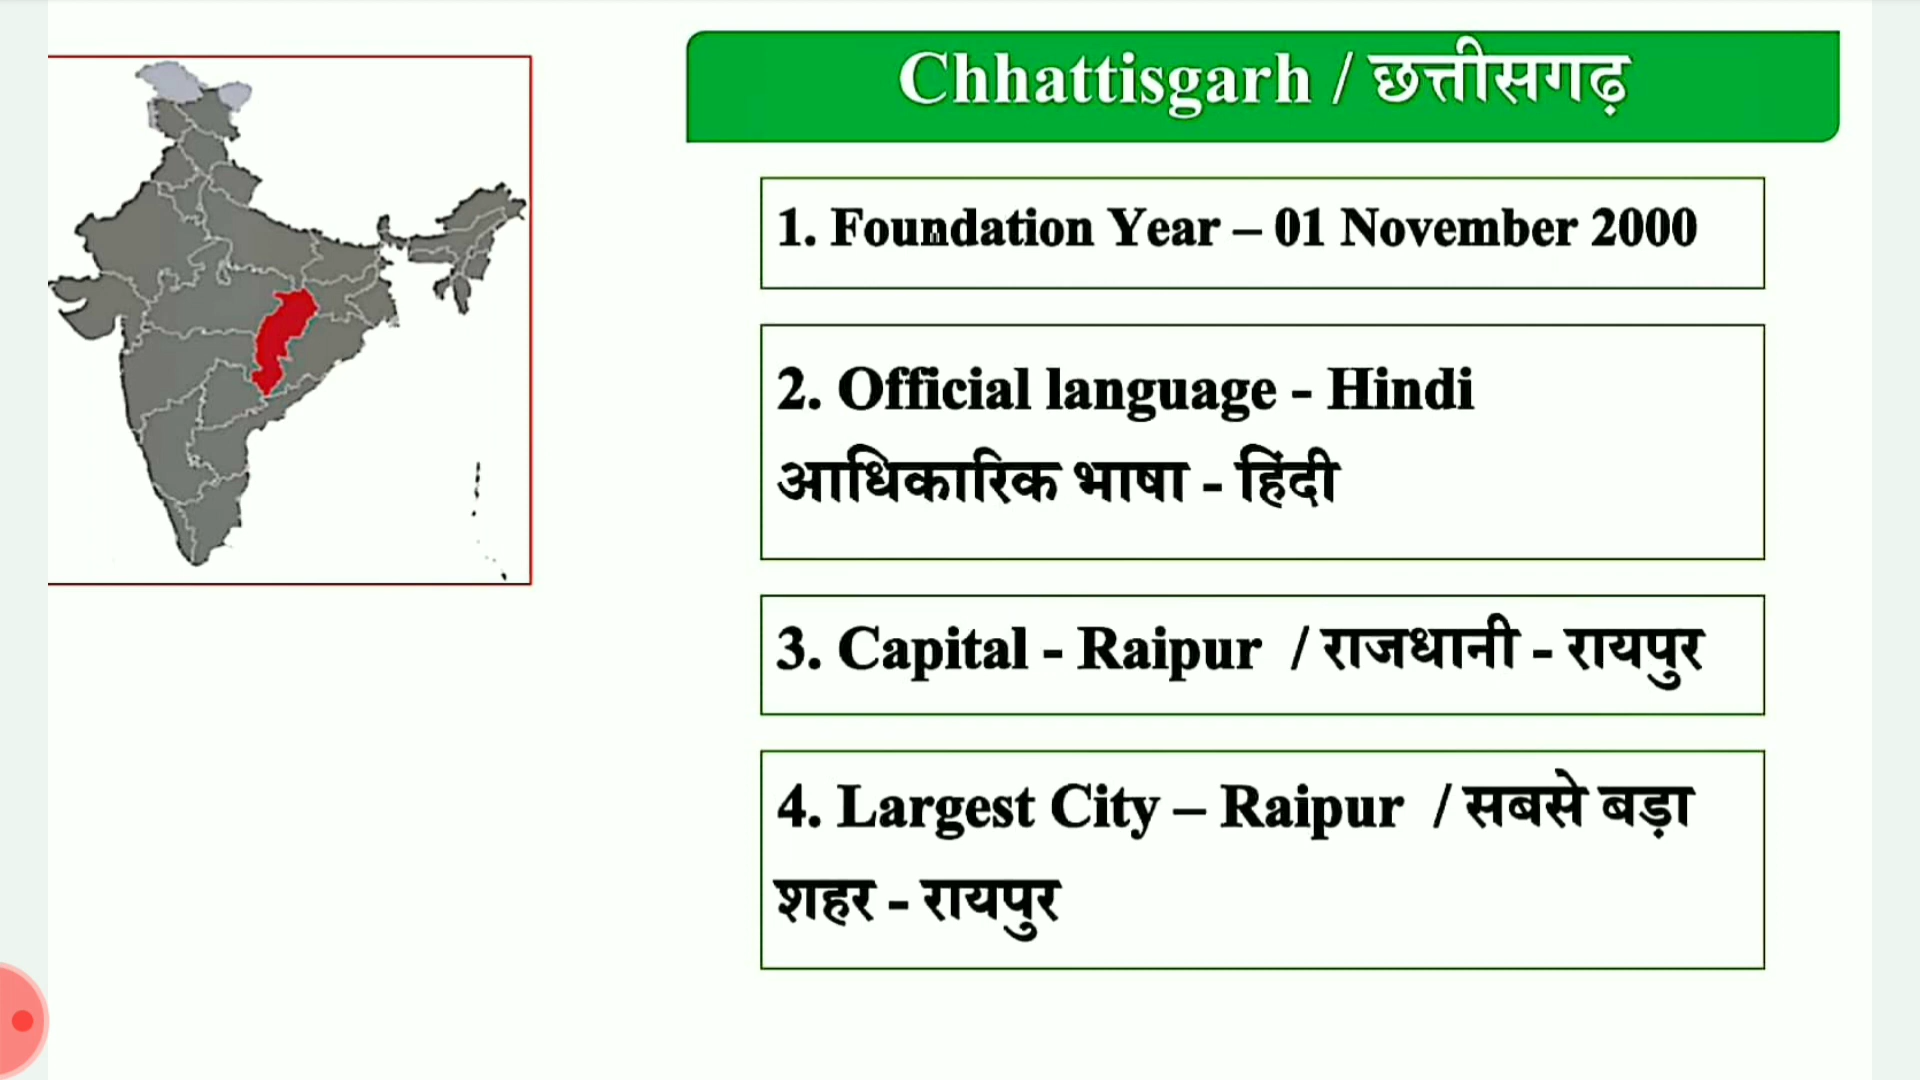 Chhattisgarh / छत्तीसगढ़
1. Foundation Year – 01 November 2000
2. Official language - Hindi
आधिकारिक भाषा - हिंदी
3. Capital - Raipur / राजधानी - रायपुर
4. Largest City – Raipur / सबसे बड़ा
शहर - रायपुर